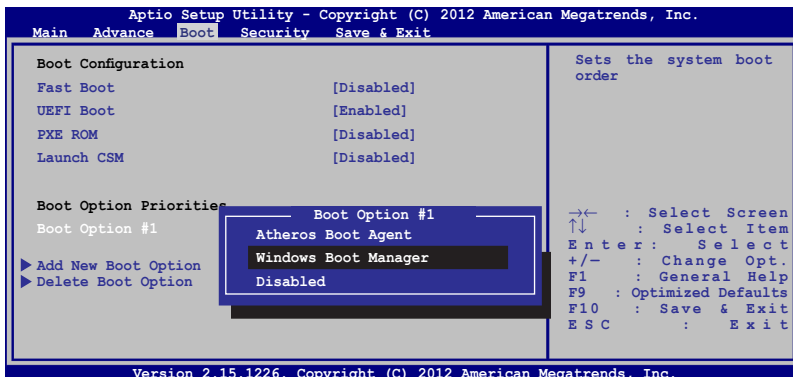 Aptio Setup Utility - Copyright (C) 2012 American Megatrends, Inc.
Main Advance Boot Security Save & Exit
Boot Configuration
Fast Boot [Disabled]
UEFI Boot [Enabled]
PXE ROM [Disabled]
Launch CSM [Disabled]
Boot Option Priorities
Boot Option #1
Add New Boot Option
Delete Boot Option
Boot Option #1
Atheros Boot Agent
Windows Boot Manager
Disabled
Sets the system boot
order
→← : Select Screen
↑↓ : Select Item
Enter: Select
+/— : Change Opt.
F1 : General Help
F9 : Optimized Defaults
F10 : Save & Exit
ESC : Exit
Version 2.15.1226. Copyright (C) 2012 American Megatrends, Inc.